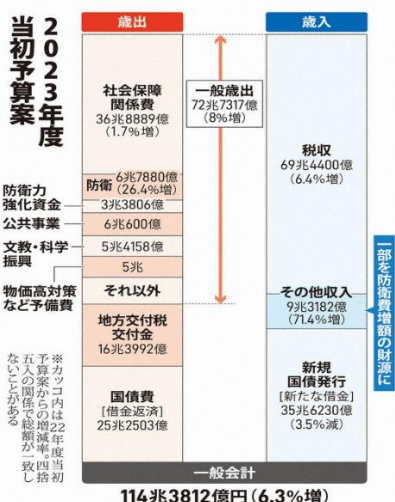 2023年度
当初予算案
歳出
社会保障
関係費
36兆8889億
(1.7%増)
一般歳出
72兆7317億
(8%増)
防衛 6兆7880億
(26.4%増)
防衛力
強化資金
3兆3806億
公共事業
6兆600億
文教・科学
振興
5兆4158億
5兆
物価高対策
など予備費
それ以外
地方交付税
交付金
16兆3992億
国債費
[借金返済]
25兆2503億
歳入
税収
69兆4400億
(6.4%増)
その他収入
9兆3182億
(71.4%増)
一部を防衛費増額の財源に
新規
国債発行
[新たな借金]
35兆6230億
(3.5%減)
※カッコ内は22年度当初
予算案からの増減率。四捨
五入の関係で総額が一致し
ないことがある
一般会計
114兆3812億円(6.3%増)